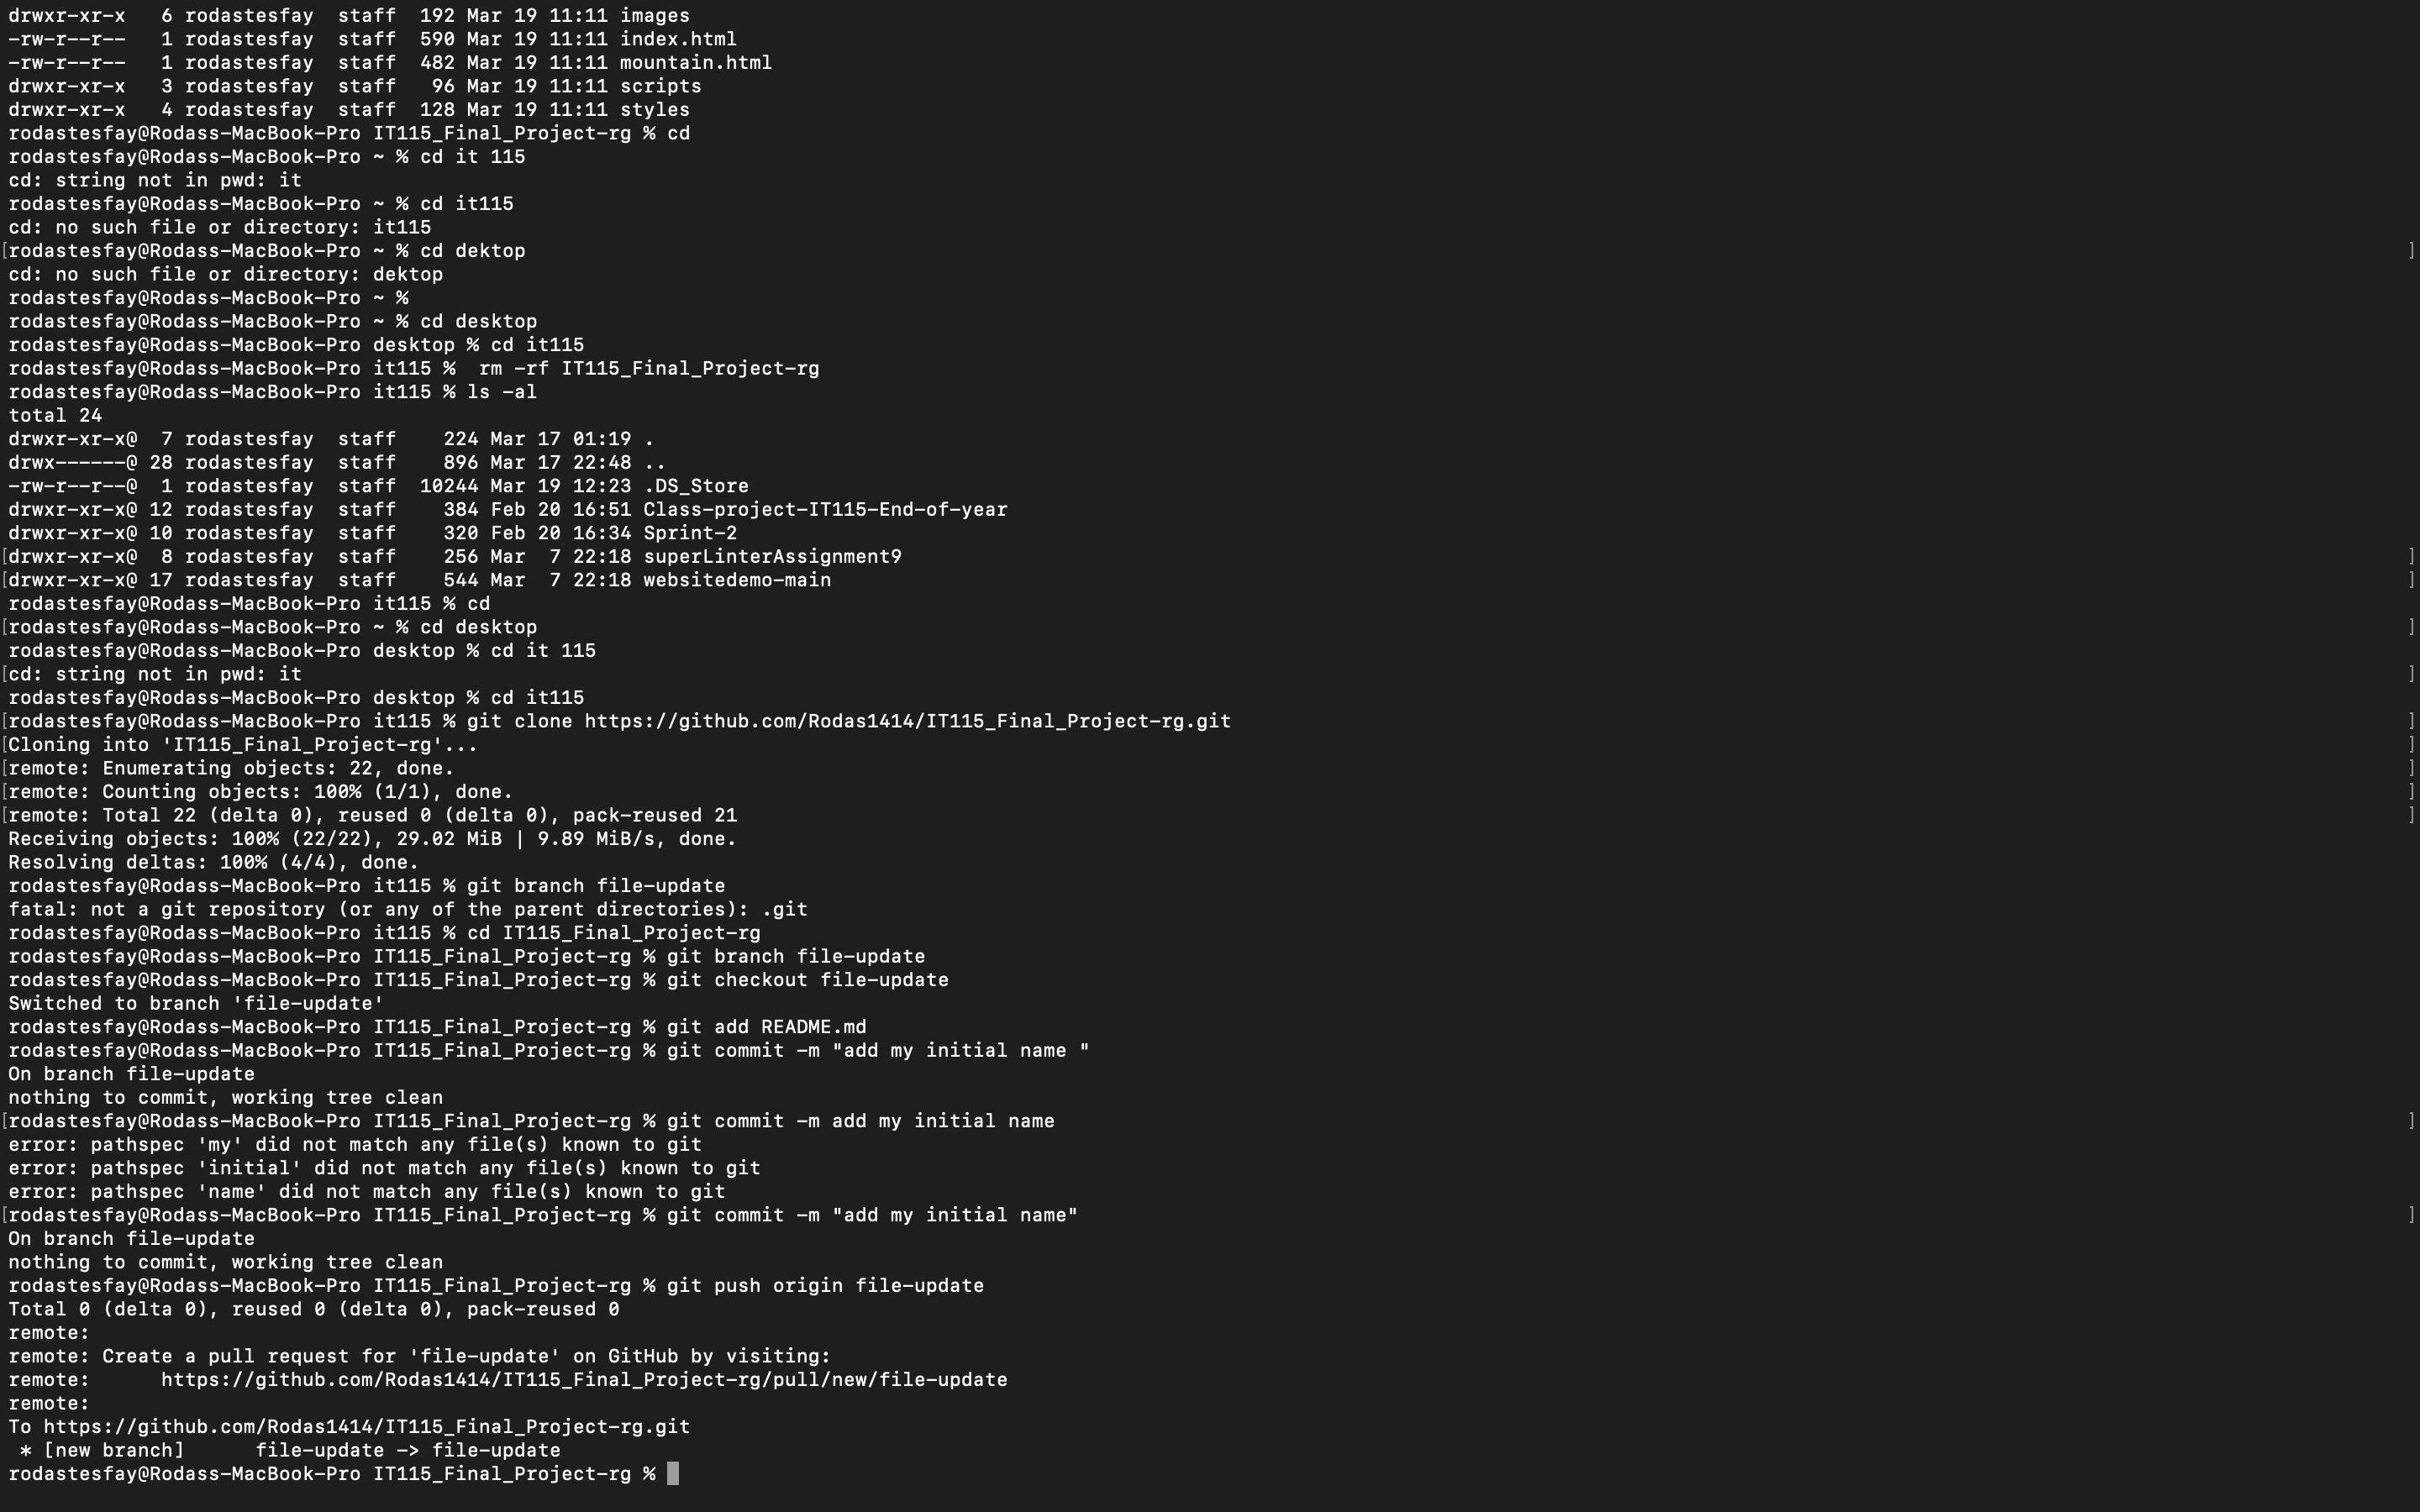 drwxr-xr-x   6 rodastesfay  staff  192 Mar 19 11:11 images
-rw-r--r--   1 rodastesfay  staff  590 Mar 19 11:11 index.html
-rw-r--r--   1 rodastesfay  staff  482 Mar 19 11:11 mountain.html
drwxr-xr-x   3 rodastesfay  staff   96 Mar 19 11:11 scripts
drwxr-xr-x   4 rodastesfay  staff  128 Mar 19 11:11 styles
rodastesfay@Rodass-MacBook-Pro IT115_Final_Project-rg % cd
rodastesfay@Rodass-MacBook-Pro ~ % cd it 115
cd: string not in pwd: it
rodastesfay@Rodass-MacBook-Pro ~ % cd it115
cd: no such file or directory: it115
[rodastesfay@Rodass-MacBook-Pro ~ % cd dektop ]
cd: no such file or directory: dektop
rodastesfay@Rodass-MacBook-Pro ~ %
rodastesfay@Rodass-MacBook-Pro ~ % cd desktop
rodastesfay@Rodass-MacBook-Pro desktop % cd it115
rodastesfay@Rodass-MacBook-Pro it115 %  rm -rf IT115_Final_Project-rg
rodastesfay@Rodass-MacBook-Pro it115 % ls -al
total 24
drwxr-xr-x@  7 rodastesfay  staff    224 Mar 17 01:19 .
drwx------@ 28 rodastesfay  staff    896 Mar 17 22:48 ..
-rw-r--r--@  1 rodastesfay  staff  10244 Mar 19 12:23 .DS_Store
drwxr-xr-x@ 12 rodastesfay  staff    384 Feb 20 16:51 Class-project-IT115-End-of-year
drwxr-xr-x@ 10 rodastesfay  staff    320 Feb 20 16:34 Sprint-2
[drwxr-xr-x@  8 rodastesfay  staff    256 Mar  7 22:18 superLinterAssignment9 ]
[drwxr-xr-x@ 17 rodastesfay  staff    544 Mar  7 22:18 websitedemo-main ]
rodastesfay@Rodass-MacBook-Pro it115 % cd
[rodastesfay@Rodass-MacBook-Pro ~ % cd desktop ]
rodastesfay@Rodass-MacBook-Pro desktop % cd it 115
[cd: string not in pwd: it ]
rodastesfay@Rodass-MacBook-Pro desktop % cd it115
[rodastesfay@Rodass-MacBook-Pro it115 % git clone https://github.com/Rodas1414/IT115_Final_Project-rg.git ]
[Cloning into 'IT115_Final_Project-rg'... ]
[remote: Enumerating objects: 22, done. ]
[remote: Counting objects: 100% (1/1), done. ]
[remote: Total 22 (delta 0), reused 0 (delta 0), pack-reused 21 ]
Receiving objects: 100% (22/22), 29.02 MiB | 9.89 MiB/s, done.
Resolving deltas: 100% (4/4), done.
rodastesfay@Rodass-MacBook-Pro it115 % git branch file-update
fatal: not a git repository (or any of the parent directories): .git
rodastesfay@Rodass-MacBook-Pro it115 % cd IT115_Final_Project-rg
rodastesfay@Rodass-MacBook-Pro IT115_Final_Project-rg % git branch file-update
rodastesfay@Rodass-MacBook-Pro IT115_Final_Project-rg % git checkout file-update
Switched to branch 'file-update'
rodastesfay@Rodass-MacBook-Pro IT115_Final_Project-rg % git add README.md
rodastesfay@Rodass-MacBook-Pro IT115_Final_Project-rg % git commit -m "add my initial name "
On branch file-update
nothing to commit, working tree clean
[rodastesfay@Rodass-MacBook-Pro IT115_Final_Project-rg % git commit -m add my initial name ]
error: pathspec 'my' did not match any file(s) known to git
error: pathspec 'initial' did not match any file(s) known to git
error: pathspec 'name' did not match any file(s) known to git
[rodastesfay@Rodass-MacBook-Pro IT115_Final_Project-rg % git commit -m "add my initial name" ]
On branch file-update
nothing to commit, working tree clean
rodastesfay@Rodass-MacBook-Pro IT115_Final_Project-rg % git push origin file-update
Total 0 (delta 0), reused 0 (delta 0), pack-reused 0
remote:
remote: Create a pull request for 'file-update' on GitHub by visiting:
remote:      https://github.com/Rodas1414/IT115_Final_Project-rg/pull/new/file-update
remote:
To https://github.com/Rodas1414/IT115_Final_Project-rg.git
 * [new branch]      file-update -> file-update
rodastesfay@Rodass-MacBook-Pro IT115_Final_Project-rg %